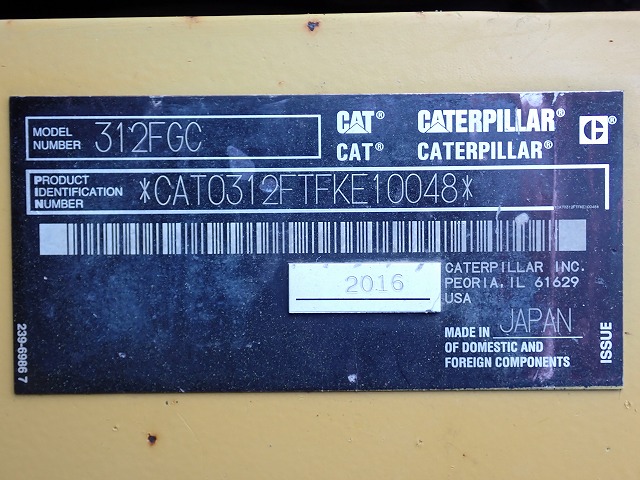 MODEL NUMBER 312FGC
CAT® CATERPILLAR®
CAT® CATERPILLAR®
PRODUCT IDENTIFICATION NUMBER *CAT0312FTFKE10048*
2016
CATERPILLAR INC.
PEORIA, IL 61629
USA
MADE IN JAPAN
OF DOMESTIC AND
FOREIGN COMPONENTS
ISSUE
239-6986 7